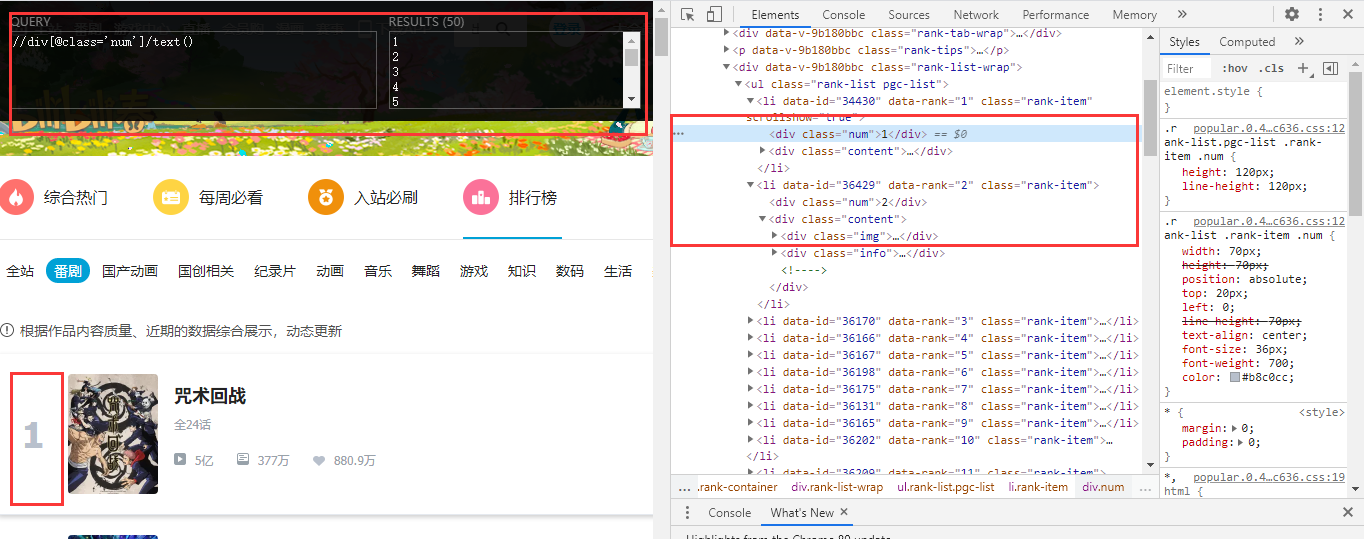 QUERY
//div[@class='num']/text()
RESULTS (50)
1
2
3
4
5
综合热门
每周必看
入站必刷
排行榜
全站
番剧
国产动画
国创相关
纪录片
动画
音乐
舞蹈
游戏
知识
数码
生活
根据作品内容质量、近期的数据综合展示，动态更新
1
咒术回战
全24话
5亿
377万
880.9万
Elements
Console
Sources
Network
Performance
Memory
»
<div data-v-9b180bbc class="rank-tab-wrap">…</div>
<p data-v-9b180bbc class="rank-tips">…</p>
<div data-v-9b180bbc class="rank-list-wrap">
<ul class="rank-list pgc-list">
<li data-id="34430" data-rank="1" class="rank-item"
scrollshow="true">
<div class="num">1</div> == $0
<div class="content">…</div>
</li>
<li data-id="36429" data-rank="2" class="rank-item">
<div class="num">2</div>
<div class="content">
<div class="img">…</div>
<div class="info">…</div>
<!---->
</div>
</li>
<li data-id="36170" data-rank="3" class="rank-item">…</li>
<li data-id="36166" data-rank="4" class="rank-item">…</li>
<li data-id="36167" data-rank="5" class="rank-item">…</li>
<li data-id="36198" data-rank="6" class="rank-item">…</li>
<li data-id="36175" data-rank="7" class="rank-item">…</li>
<li data-id="36131" data-rank="8" class="rank-item">…</li>
<li data-id="36165" data-rank="9" class="rank-item">…</li>
<li data-id="36202" data-rank="10" class="rank-item">…
</li>
<li data-id="36209" data-rank="11" class="rank-item">…
… .rank-container div.rank-list-wrap ul.rank-list.pgc-list li.rank-item div.num …
Console
What's New ×
Highlights from the Chrome 89 update
Styles
Computed
»
Filter
:hov .cls +
element.style {
}
.r popular.0.4…c636.css:12
ank-list.pgc-list .rank-
item .num {
height: 120px;
line-height: 120px;
}
.r popular.0.4…c636.css:12
ank-list .rank-item .num {
width: 70px;
height: 70px;
position: absolute;
top: 20px;
left: 0;
line-height: 70px;
text-align: center;
font-size: 36px;
font-weight: 700;
color: #b8c0cc;
}
* { <style>
margin: 0;
padding: 0;
}
*, popular.0.4…c636.css:19
html {